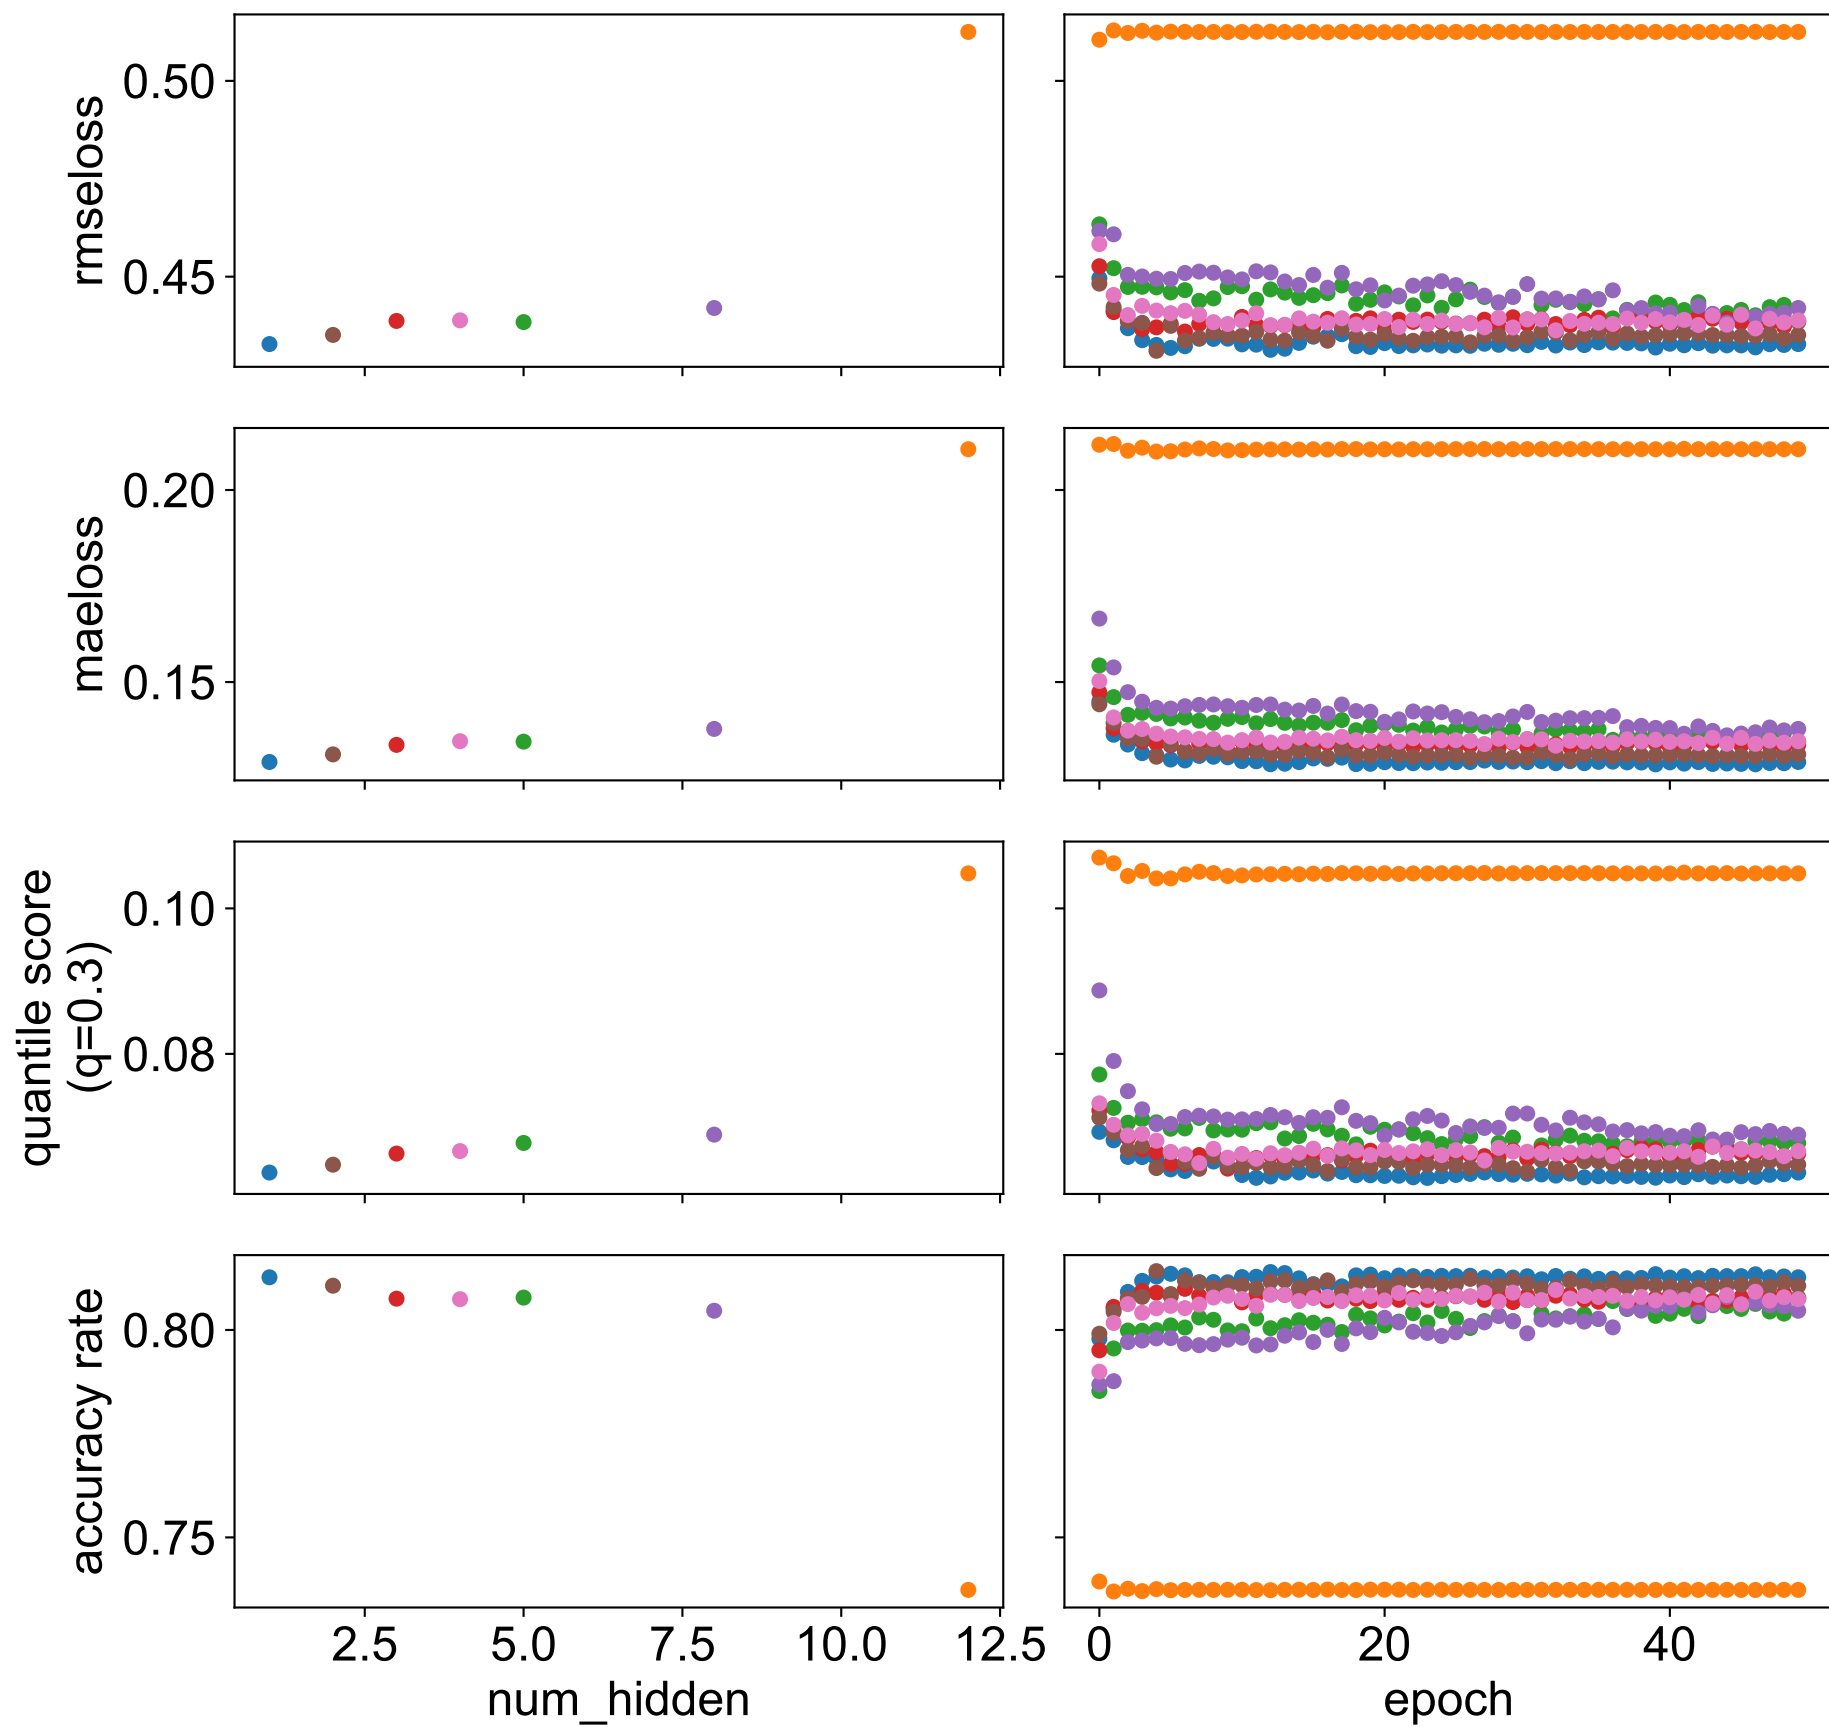 rmseloss
0.50
0.45
maeloss
0.20
0.15
quantile score
(q=0.3)
0.10
0.08
accuracy rate
0.80
0.75
2.5 5.0 7.5 10.0 12.5
num_hidden
0 20 40
epoch